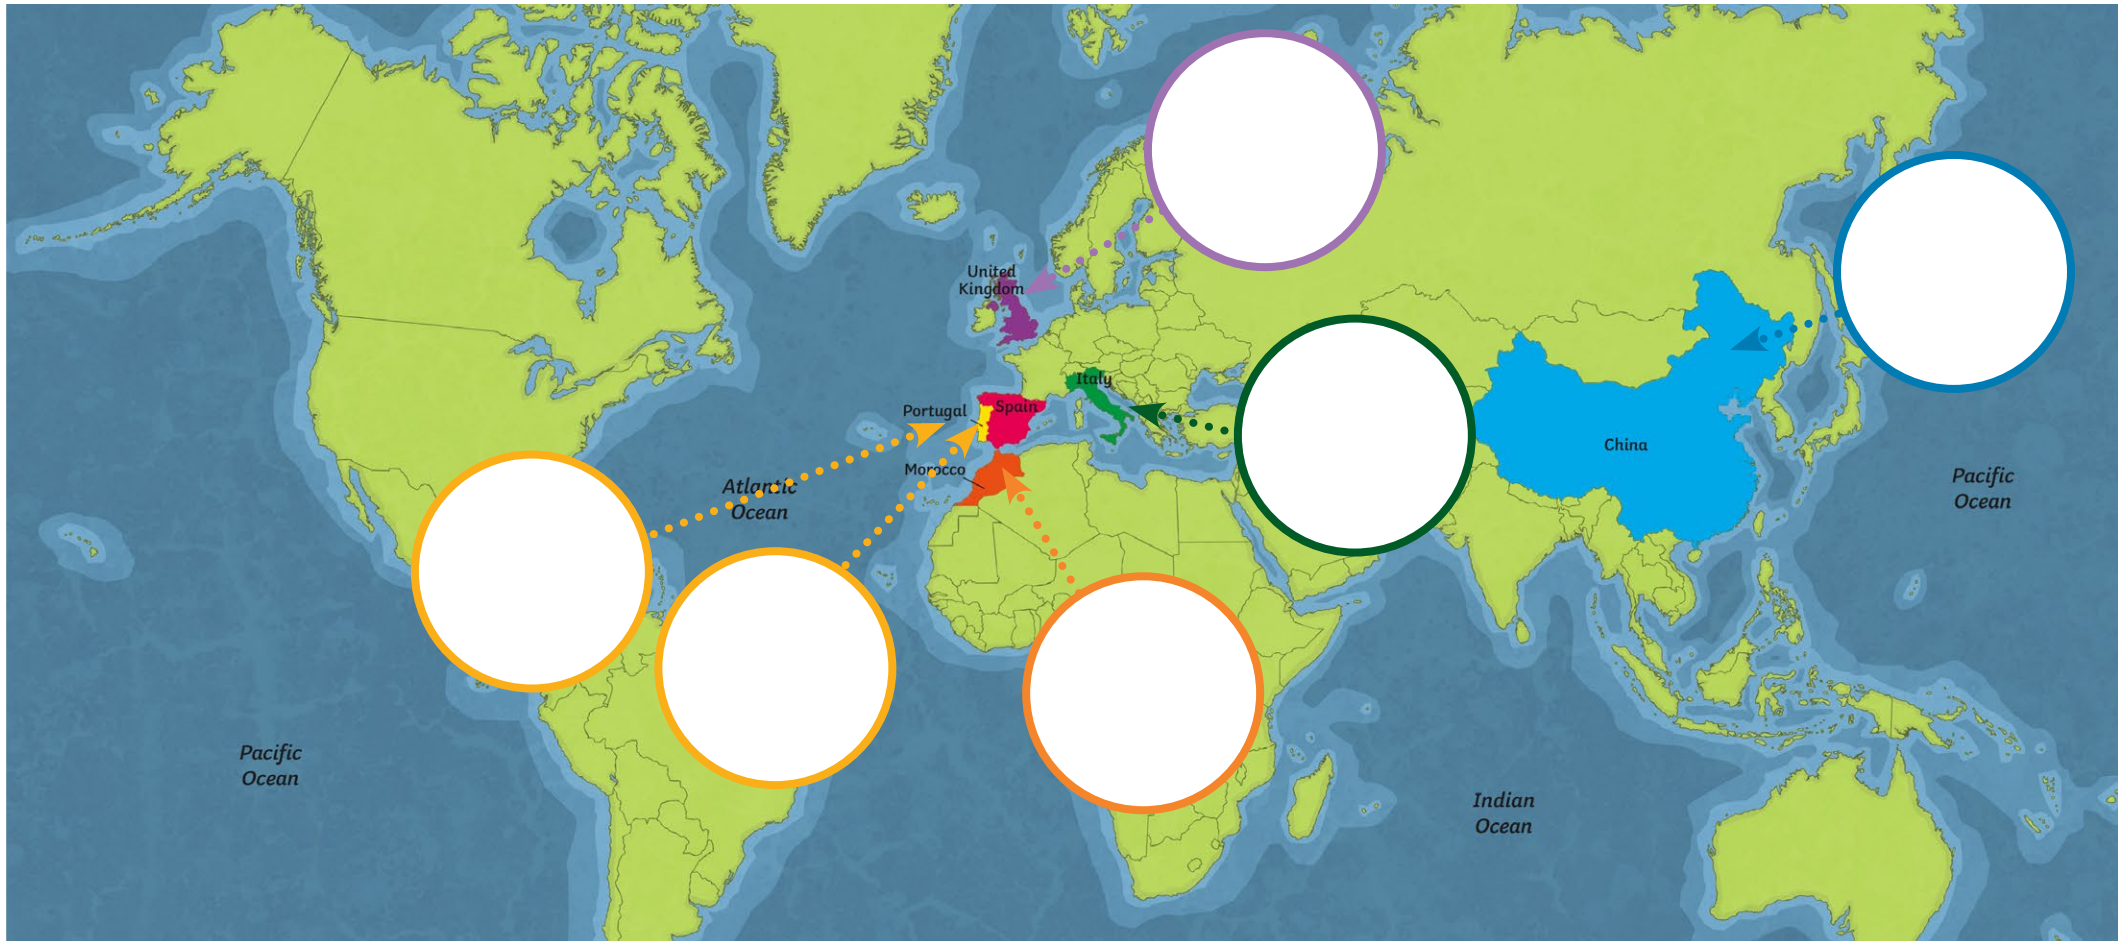 United
Kingdom
Italy
Portugal
Spain
Morocco
China
Atlantic
Ocean
Pacific
Ocean
Pacific
Ocean
Indian
Ocean